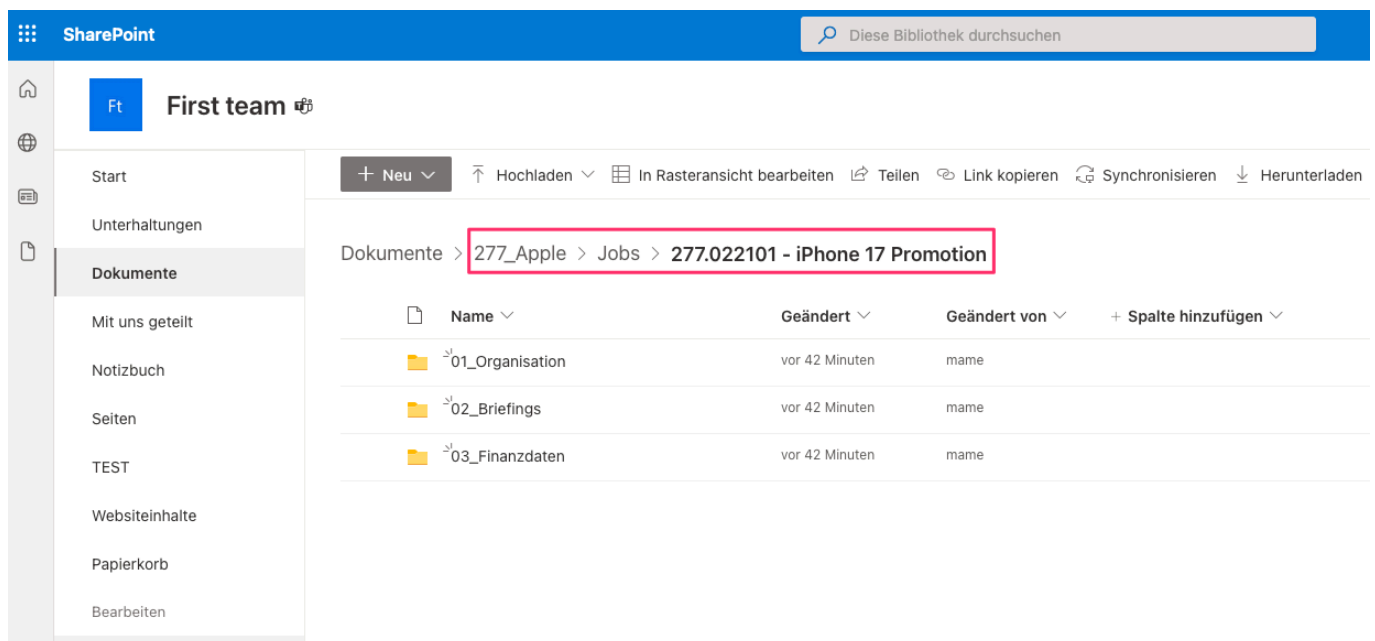 SharePoint
Diese Bibliothek durchsuchen
Ft
First team
Start
Unterhaltungen
Dokumente
Mit uns geteilt
Notizbuch
Seiten
TEST
Websiteinhalte
Papierkorb
Bearbeiten
+ Neu
Hochladen
In Rasteransicht bearbeiten
Teilen
Link kopieren
Synchronisieren
Herunterladen
Dokumente > 277_Apple > Jobs > 277.022101 - iPhone 17 Promotion
Name Geändert Geändert von + Spalte hinzufügen
01_Organisation vor 42 Minuten mame
02_Briefings vor 42 Minuten mame
03_Finanzdaten vor 42 Minuten mame